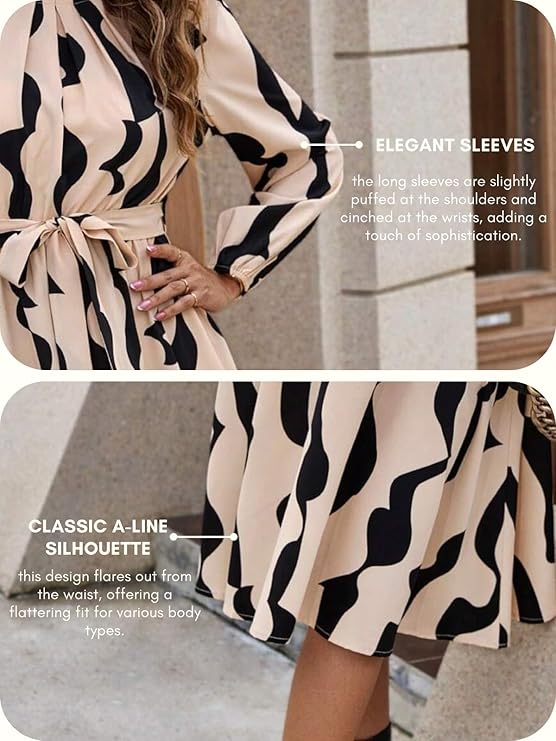 ELEGANT SLEEVES
the long sleeves are slightly
puffed at the shoulders and
cinched at the wrists, adding a
touch of sophistication.
CLASSIC A-LINE
SILHOUETTE
this design flares out from
the waist, offering a
flattering fit for various body
types.